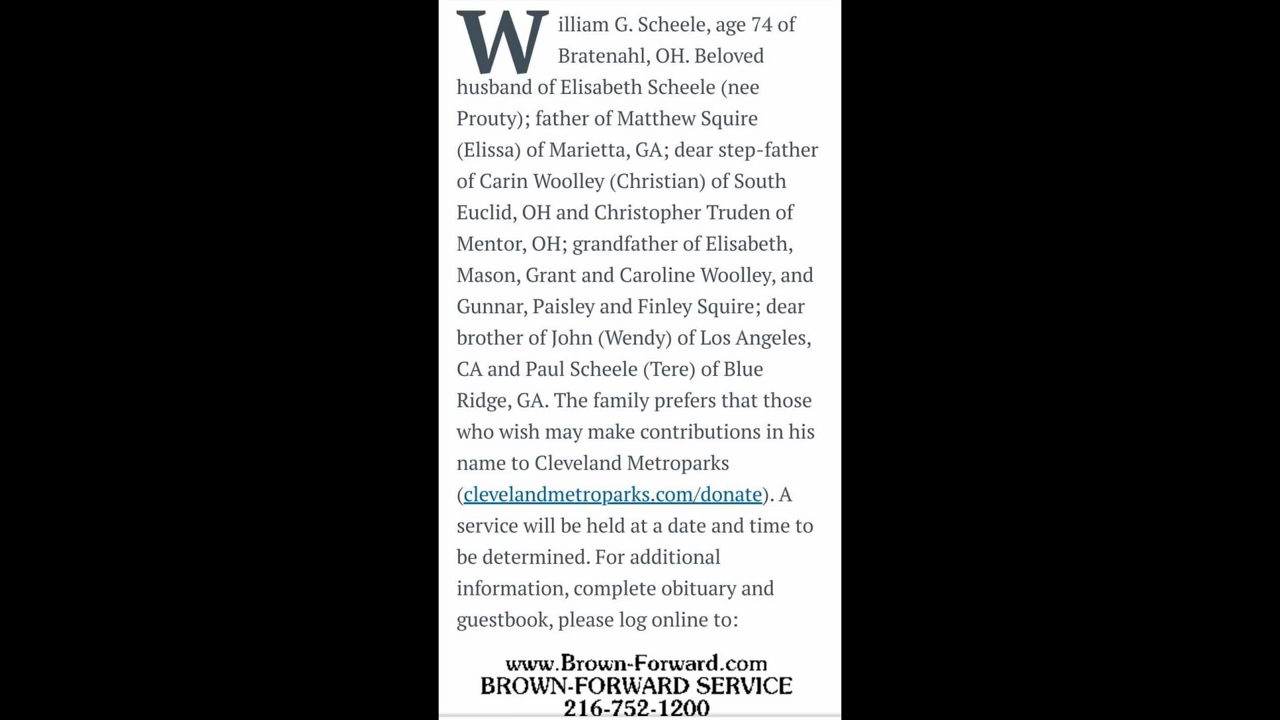 William G. Scheele, age 74 of
Bratenahl, OH. Beloved
husband of Elisabeth Scheele (nee
Prouty); father of Matthew Squire
(Elissa) of Marietta, GA; dear step-father
of Carin Woolley (Christian) of South
Euclid, OH and Christopher Truden of
Mentor, OH; grandfather of Elisabeth,
Mason, Grant and Caroline Woolley, and
Gunnar, Paisley and Finley Squire; dear
brother of John (Wendy) of Los Angeles,
CA and Paul Scheele (Tere) of Blue
Ridge, GA. The family prefers that those
who wish may make contributions in his
name to Cleveland Metroparks
(clevelandmetroparks.com/donate). A
service will be held at a date and time to
be determined. For additional
information, complete obituary and
guestbook, please log online to:
www.Brown-Forward.com
BROWN-FORWARD SERVICE
216-752-1200